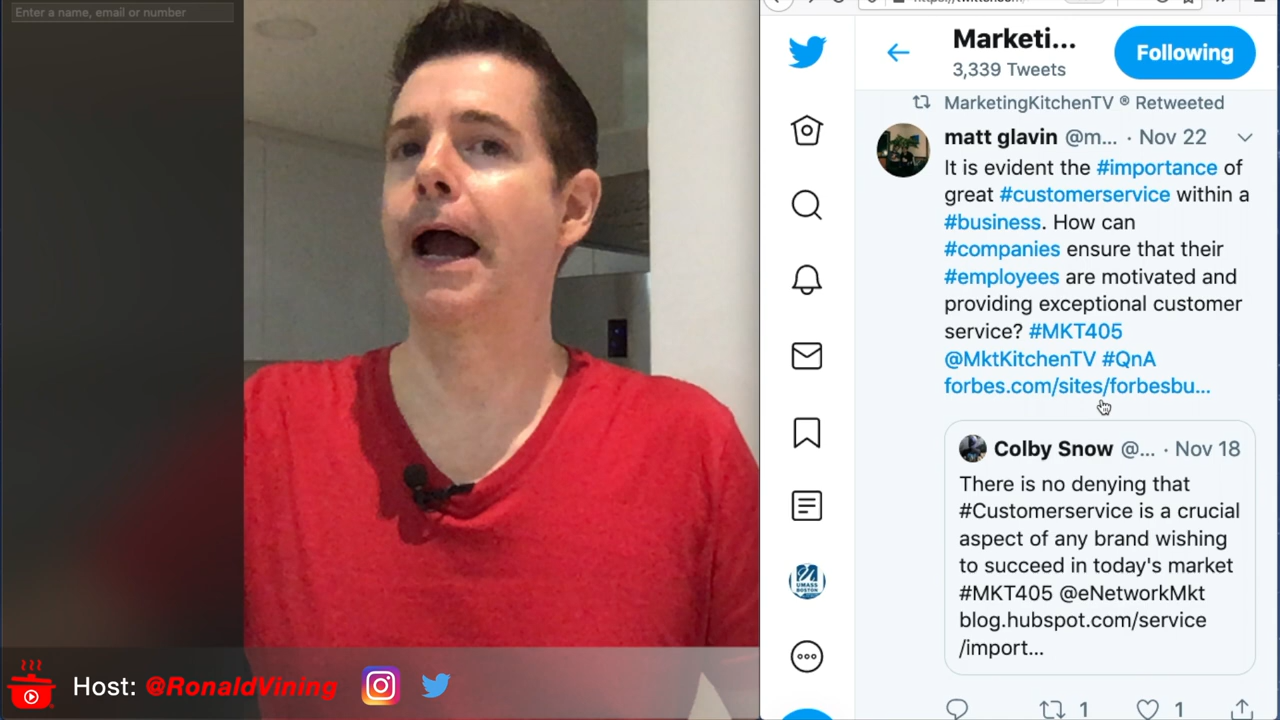 Enter a name, email or number
Marketi...
3,339 Tweets
Following
MarketingKitchenTV ® Retweeted
matt glavin @m... · Nov 22
It is evident the #importance of
great #customerservice within a
#business. How can
#companies ensure that their
#employees are motivated and
providing exceptional customer
service? #MKT405
@MktKitchenTV #QnA
forbes.com/sites/forbesbu...
Colby Snow @... · Nov 18
There is no denying that
#Customerservice is a crucial
aspect of any brand wishing
to succeed in today's market
#MKT405 @eNetworkMkt
blog.hubspot.com/service
/import...
1
1
UMASS
BOSTON
Host: @RonaldVining